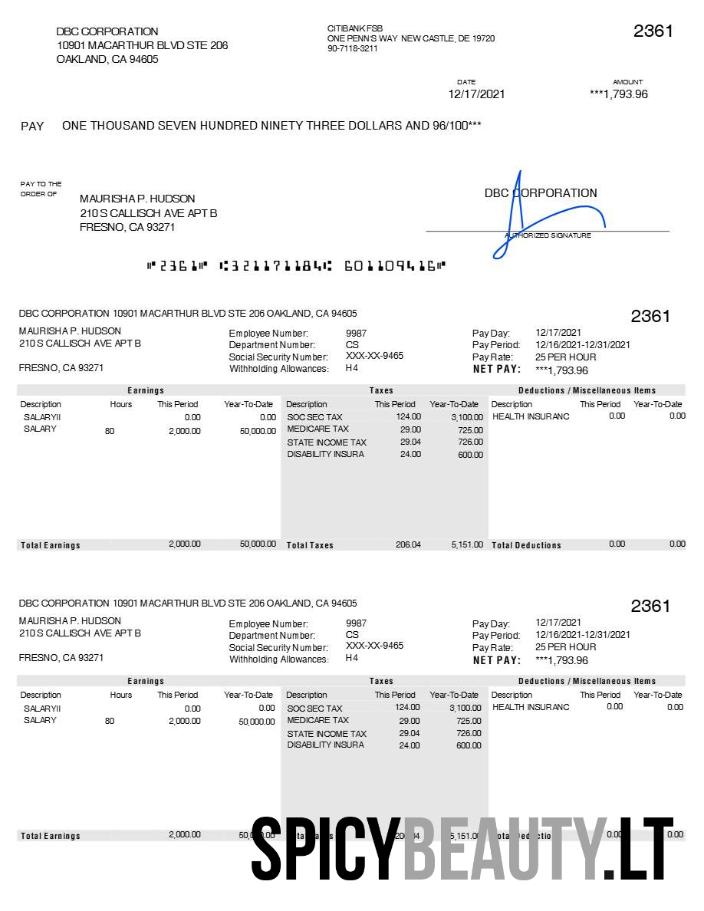 DBC CORPORATION
10901 MACARTHUR BLVD STE 206
OAKLAND, CA 94605
CITIBANK FSB
ONE PENN'S WAY NEW CASTLE, DE 19720
90-7118-3211
2361
DATE
12/17/2021
AMOUNT
***1,793.96
PAY ONE THOUSAND SEVEN HUNDRED NINETY THREE DOLLARS AND 96/100***
PAY TO THE
ORDER OF
MAURISHA P. HUDSON
210 S CALLISCH AVE APT B
FRESNO, CA 93271
DBC CORPORATION
AUTHORIZED SIGNATURE
⑈2361⑈ ⑆321171184⑆ 601109416⑈
DBC CORPORATION 10901 MACARTHUR BLVD STE 206 OAKLAND, CA 94605 2361
MAURISHA P. HUDSON
210 S CALLISCH AVE APT B
FRESNO, CA 93271
Employee Number: 9987
Department Number: CS
Social Security Number: XXX-XX-9465
Withholding Allowances: H4
Pay Day: 12/17/2021
Pay Period: 12/16/2021-12/31/2021
Pay Rate: 25 PER HOUR
NET PAY: ***1,793.96
Earnings Taxes Deductions / Miscellaneous Items
Description Hours This Period Year-To-Date Description This Period Year-To-Date Description This Period Year-To-Date
SALARYII 0.00 0.00 SOC SEC TAX 124.00 3,100.00 HEALTH INSURANC 0.00 0.00
SALARY 80 2,000.00 50,000.00 MEDICARE TAX 29.00 725.00
STATE INCOME TAX 29.04 726.00
DISABILITY INSURA 24.00 600.00
Total Earnings 2,000.00 50,000.00 Total Taxes 206.04 5,151.00 Total Deductions 0.00 0.00
DBC CORPORATION 10901 MACARTHUR BLVD STE 206 OAKLAND, CA 94605 2361
MAURISHA P. HUDSON
210 S CALLISCH AVE APT B
FRESNO, CA 93271
Employee Number: 9987
Department Number: CS
Social Security Number: XXX-XX-9465
Withholding Allowances: H4
Pay Day: 12/17/2021
Pay Period: 12/16/2021-12/31/2021
Pay Rate: 25 PER HOUR
NET PAY: ***1,793.96
Earnings Taxes Deductions / Miscellaneous Items
Description Hours This Period Year-To-Date Description This Period Year-To-Date Description This Period Year-To-Date
SALARYII 0.00 0.00 SOC SEC TAX 124.00 3,100.00 HEALTH INSURANC 0.00 0.00
SALARY 80 2,000.00 50,000.00 MEDICARE TAX 29.00 725.00
STATE INCOME TAX 29.04 726.00
DISABILITY INSURA 24.00 600.00
Total Earnings 2,000.00 0.00 0.00
SPICYBEAUTY.LT